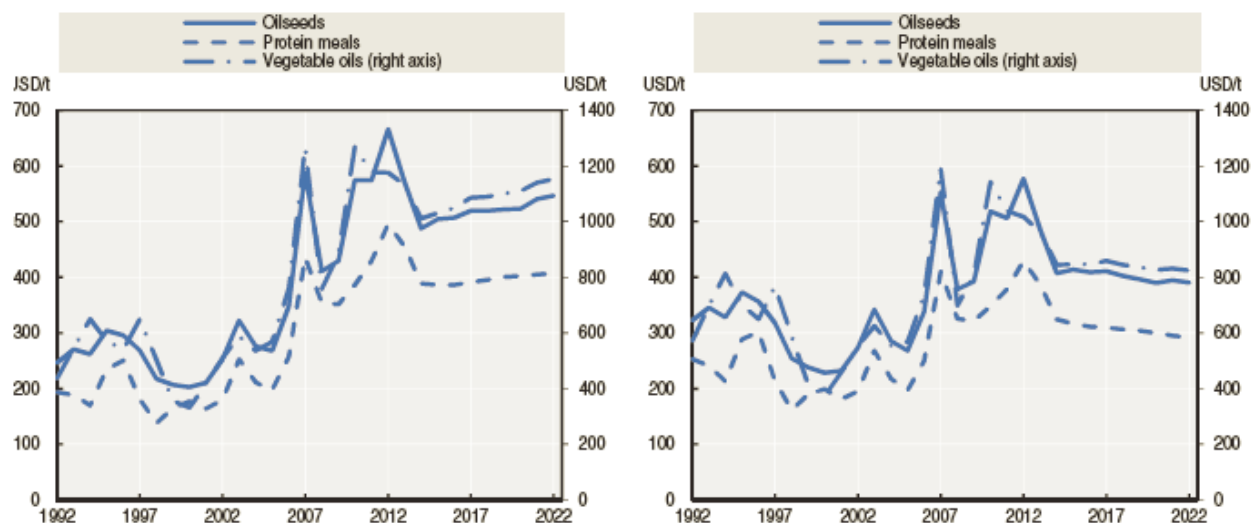 Oilseeds
Protein meals
Vegetable oils (right axis)
USD/t USD/t
700 1400
600 1200
500 1000
400 800
300 600
200 400
100 200
0 0
1992 1997 2002 2007 2012 2017 2022
Oilseeds
Protein meals
Vegetable oils (right axis)
USD/t USD/t
700 1400
600 1200
500 1000
400 800
300 600
200 400
100 200
0 0
1992 1997 2002 2007 2012 2017 2022